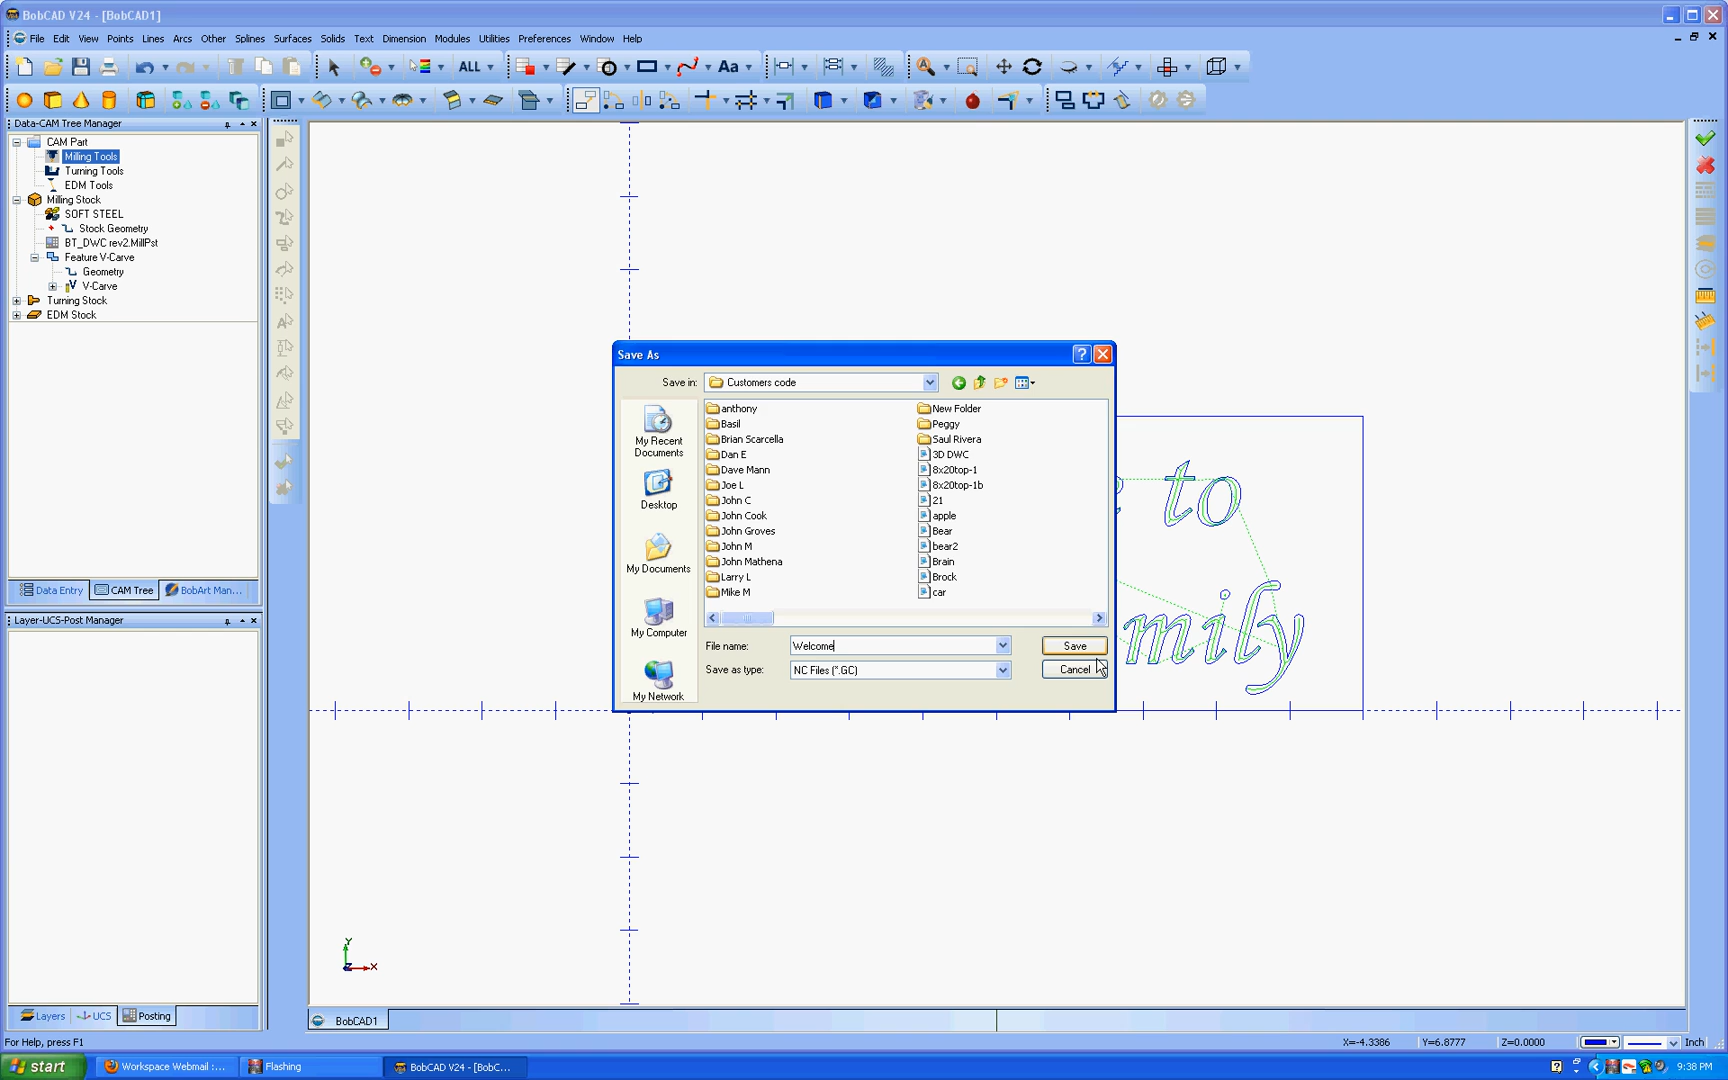 BobCAD V24 - [BobCAD1]
File Edit View Points Lines Arcs Other Splines Surfaces Solids Text Dimension Modules Utilities Preferences Window Help
ALL Aa
Data-CAM Tree Manager
CAM Part
Milling Tools
Turning Tools
EDM Tools
Milling Stock
SOFT STEEL
Stock Geometry
BT_DWC rev2.MillPst
Feature V-Carve
Geometry
V-Carve
Turning Stock
EDM Stock
Data Entry CAM Tree BobArt Man...
Layer-UCS-Post Manager
Layers UCS Posting
Save As
Save in: Customers code
My Recent Documents
Desktop
My Documents
My Computer
My Network
anthony
Basil
Brian Scarcella
Dan E
Dave Mann
Joe L
John C
John Cook
John Groves
John M
John Mathena
Larry L
Mike M
New Folder
Peggy
Saul Rivera
3D DWC
8x20top-1
8x20top-1b
21
apple
Bear
bear2
Brain
Brock
car
File name: Welcome Save
Save as type: NC Files (*.GC) Cancel
to
mily
Y
Z X
BobCAD1
For Help, press F1 X=-4.3386 Y=6.8777 Z=0.0000 Inch
start Workspace Webmail :... Flashing BobCAD V24 - [BobC... 9:38 PM